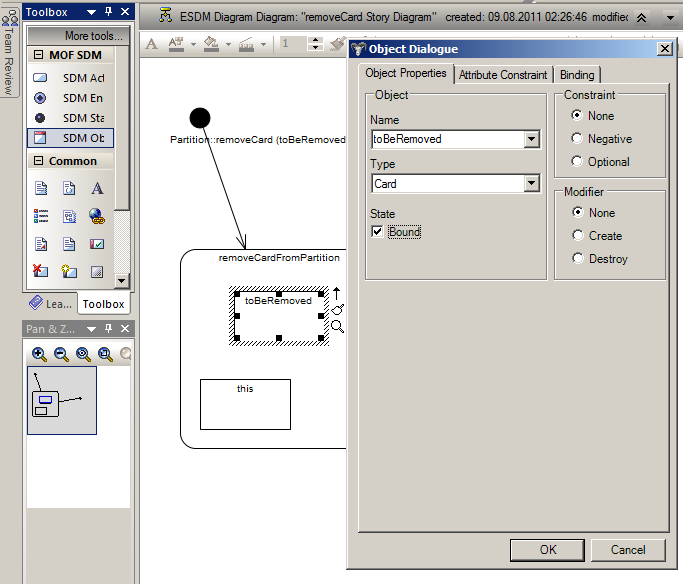 Toolbox
ESDM Diagram Diagram: "removeCard Story Diagram" created: 09.08.2011 02:26:46 modified
More tools...
MOF SDM
SDM Act
SDM En
SDM Sta
SDM Ob
Common
Lea...
Toolbox
Pan & Z...
Team Review
A
1
Partition::removeCard (toBeRemoved
removeCardFromPartition
toBeRemoved
this
Object Dialogue
Object Properties
Attribute Constraint
Binding
Object
Name
toBeRemoved
Type
Card
State
Bound
Constraint
None
Negative
Optional
Modifier
None
Create
Destroy
OK
Cancel